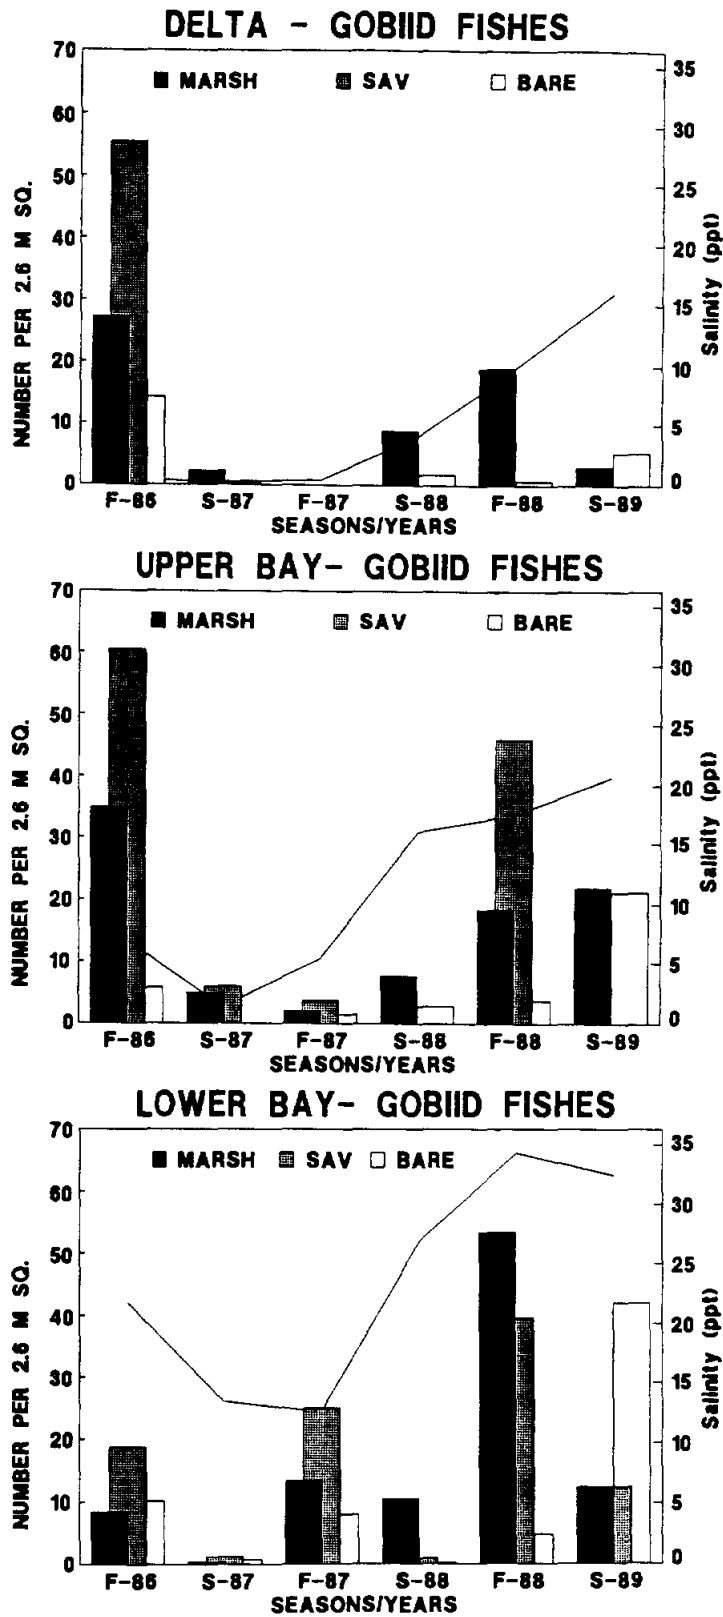 DELTA - GOBIID FISHES
MARSH SAV BARE
70
60
50
40
30
20
10
0
NUMBER PER 2.6 M SQ.
35
30
25
20
15
10
5
0
Salinity (ppt)
F-86 S-87 F-87 S-88 F-88 S-89
SEASONS/YEARS
UPPER BAY- GOBIID FISHES
MARSH SAV BARE
70
60
50
40
30
20
10
0
NUMBER PER 2.6 M SQ.
35
30
25
20
15
10
5
0
Salinity (ppt)
F-86 S-87 F-87 S-88 F-88 S-89
SEASONS/YEARS
LOWER BAY- GOBIID FISHES
MARSH SAV BARE
70
60
50
40
30
20
10
0
NUMBER PER 2.6 M SQ.
35
30
25
20
15
10
5
0
Salinity (ppt)
F-86 S-87 F-87 S-88 F-88 S-89
SEASONS/YEARS